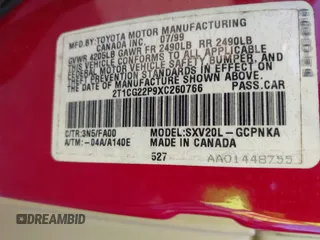 MFD.BY:TOYOTA MOTOR MANUFACTURING
CANADA INC. 07/99
GVWR 4205LB GAWR FR 2490LB RR 2490LB
THIS VEHICLE CONFORMS TO ALL APPLICABLE
FEDERAL MOTOR VEHICLE SAFETY, BUMPER, AND
THEFT PREVENTION STANDARDS IN EFFECT ON
THE DATE OF MANUFACTURE SHOWN ABOVE.
2T1CG22P9XC260766 PASS.CAR
C/TR:3N5/FA00 MODEL:SXV20L-GCPNKA
A/TM:-04A/A140E MADE IN CANADA
527 AA01448755
DREAMBID